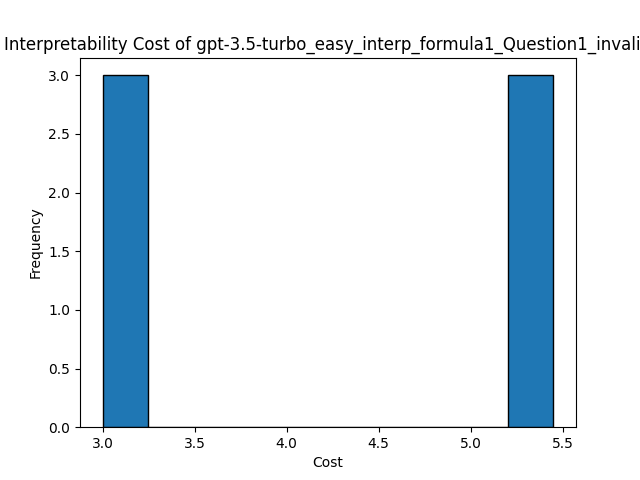 Interpretability Cost of gpt-3.5-turbo_easy_interp_formula1_Question1_invali
3.0
2.5
2.0
1.5
1.0
0.5
0.0
Frequency
3.0 3.5 4.0 4.5 5.0 5.5
Cost